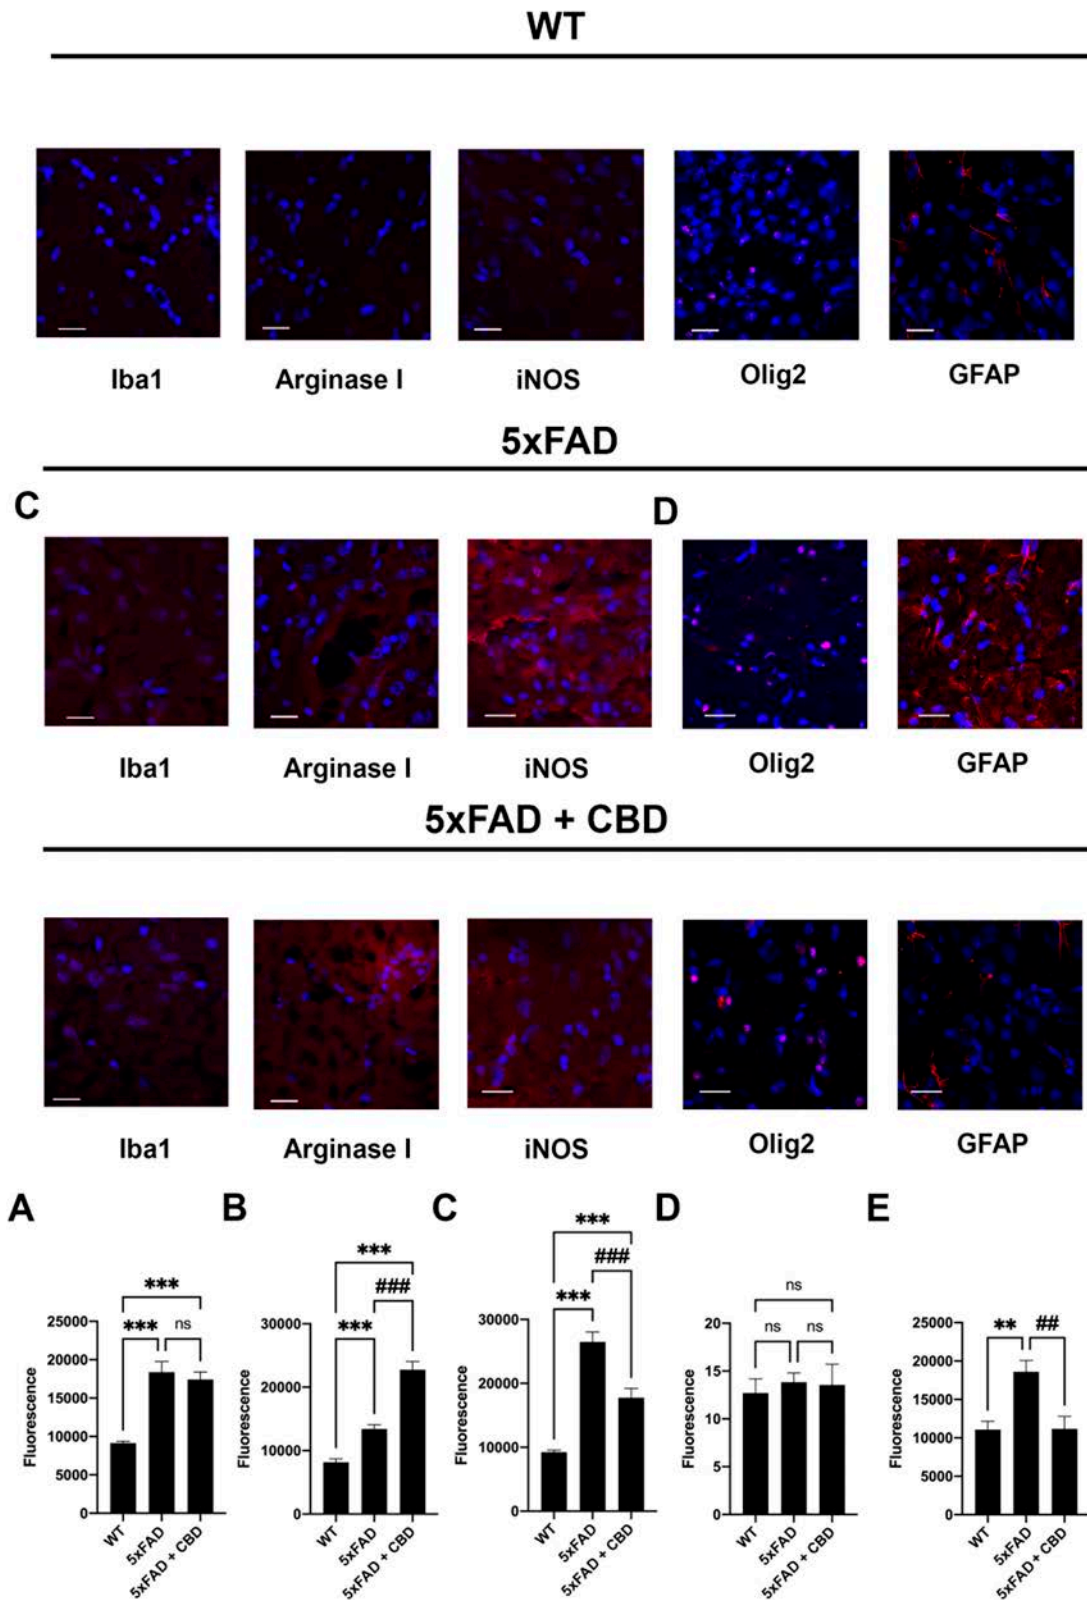 WT
Iba1 Arginase I iNOS Olig2 GFAP
5xFAD
C D
Iba1 Arginase I iNOS Olig2 GFAP
5xFAD + CBD
Iba1 Arginase I iNOS Olig2 GFAP
A
***
*** ns
25000
20000
15000
10000
5000
0
Fluorescence
WT
5xFAD
5xFAD + CBD
B
***
###
***
30000
20000
10000
0
Fluorescence
WT
5xFAD
5xFAD + CBD
C
***
###
***
30000
20000
10000
0
Fluorescence
WT
5xFAD
5xFAD + CBD
D
ns
ns ns
20
15
10
5
0
Fluorescence
WT
5xFAD
5xFAD + CBD
E
** ##
25000
20000
15000
10000
5000
0
Fluorescence
WT
5xFAD
5xFAD + CBD